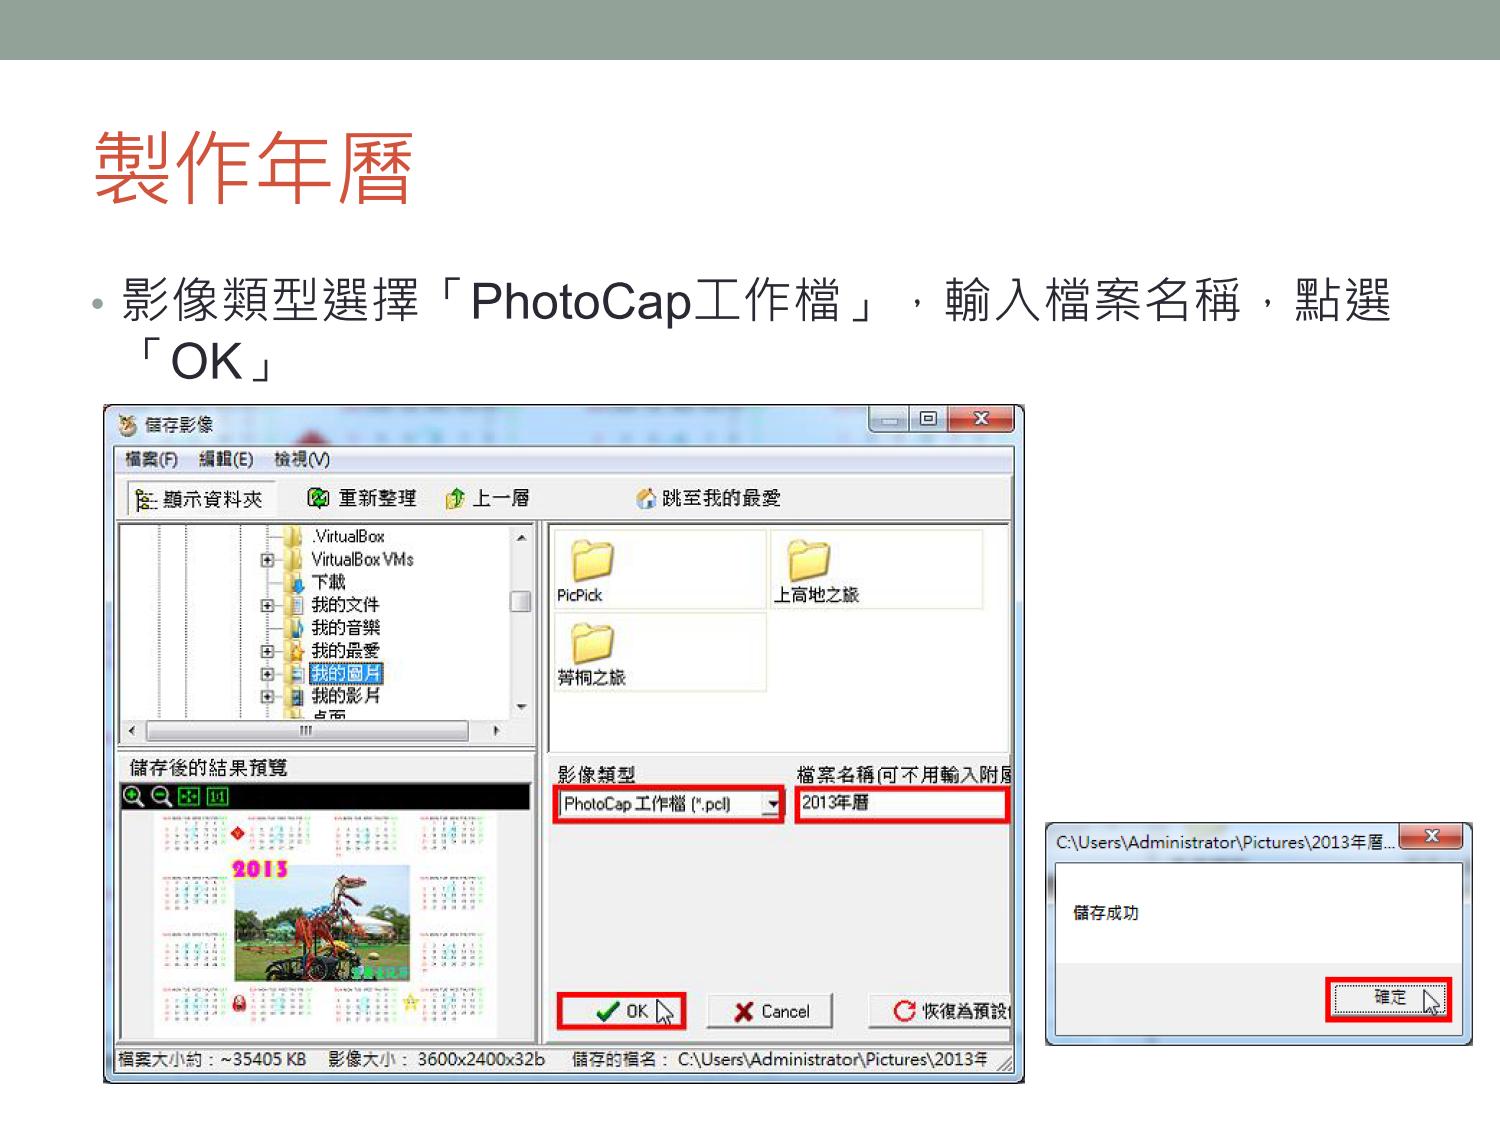 製作年曆
• 影像類型選擇「PhotoCap工作檔」，輸入檔案名稱，點選
「OK」
儲存影像
檔案(F) 編輯(E) 檢視(V)
顯示資料夾 重新整理 上一層 跳至我的最愛
.VirtualBox
VirtualBox VMs
下載
我的文件
我的音樂
我的最愛
我的圖片
我的影片
桌面
PicPick
上高地之旅
菁桐之旅
儲存後的結果預覽
1:1
2013
影像類型
PhotoCap 工作檔 (*.pcl)
檔案名稱(可不用輸入附
2013年曆
OK Cancel 恢復為預設
檔案大小約：~35405 KB 影像大小： 3600x2400x32b 儲存的檔名： C:\Users\Administrator\Pictures\2013年
C:\Users\Administrator\Pictures\2013年曆...
儲存成功
確定